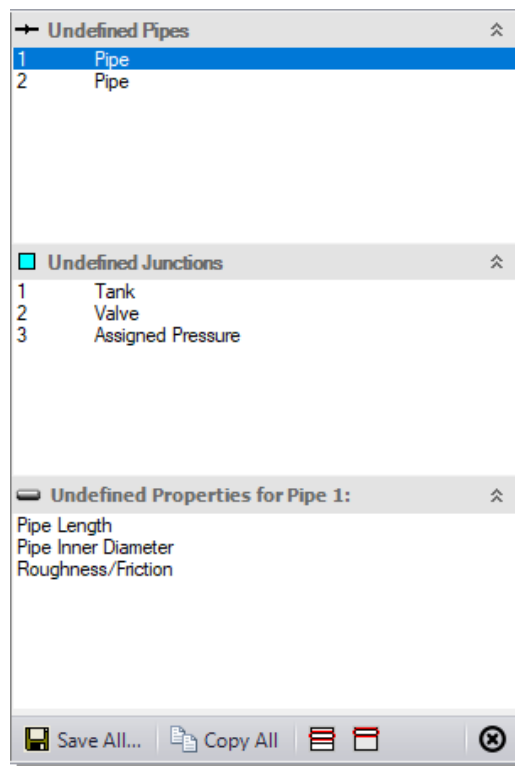 Undefined Pipes
1 Pipe
2 Pipe
Undefined Junctions
1 Tank
2 Valve
3 Assigned Pressure
Undefined Properties for Pipe 1:
Pipe Length
Pipe Inner Diameter
Roughness/Friction
Save All... Copy All